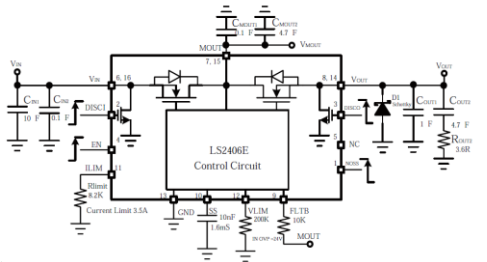 CMOUT1 CMOUT2
0.1 F 4.7 F
MOUT VMOUT
7, 15
VIN VOUT
VIN 6, 16 8, 14 VOUT
CIN1 CIN2 DISCI 2 3 DISCO D1 COUT1 COUT2
Schottky
10 F 0.1 F 1 F 4.7 F
EN 4 5 NC ROUT2
3.6R
LS2406E
Control Circuit
ILIM 11 1
Rlimit
8.2K
Current Limit 3.5A
13 10 12 9
GND SS VLIM FLTB
10nF 200K 10K
1.6mS
MOUT